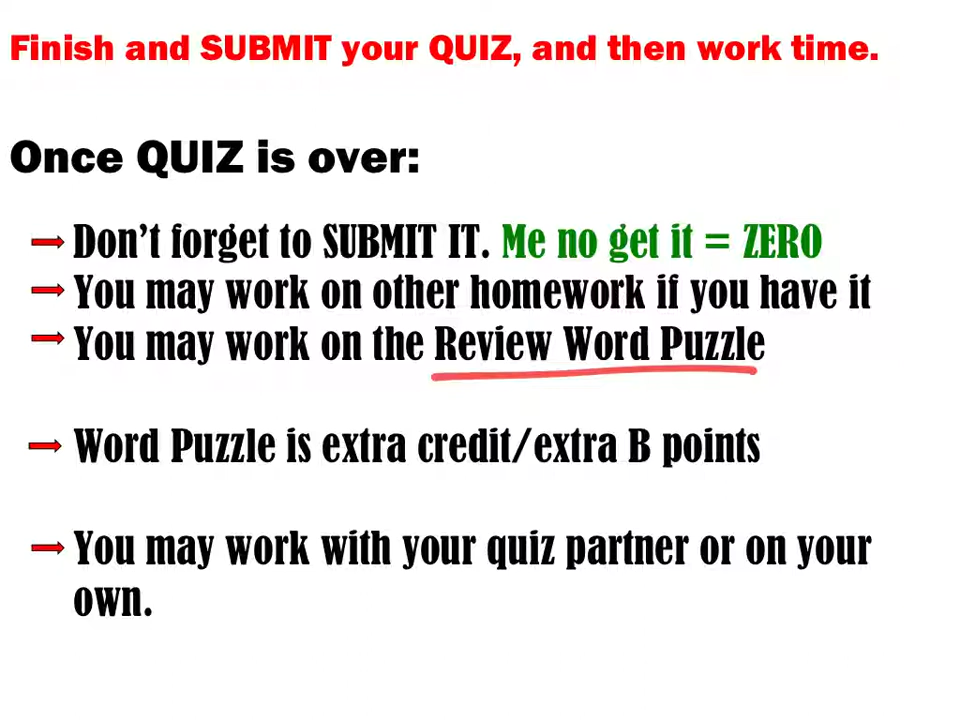 Finish and SUBMIT your QUIZ, and then work time.
Once QUIZ is over:
Don't forget to SUBMIT IT. Me no get it = ZERO
You may work on other homework if you have it
You may work on the Review Word Puzzle
Word Puzzle is extra credit/extra B points
You may work with your quiz partner or on your
own.